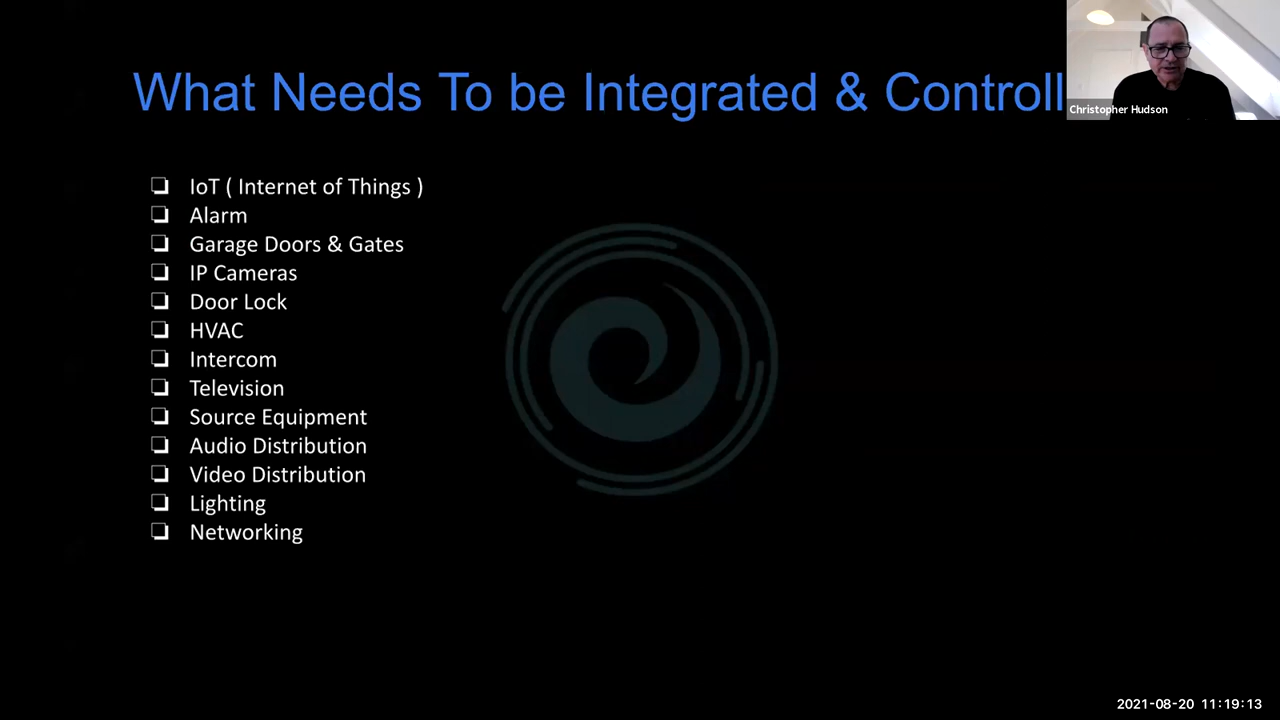 What Needs To be Integrated & Controll
Christopher Hudson
IoT ( Internet of Things )
Alarm
Garage Doors & Gates
IP Cameras
Door Lock
HVAC
Intercom
Television
Source Equipment
Audio Distribution
Video Distribution
Lighting
Networking
2021-08-20 11:19:13